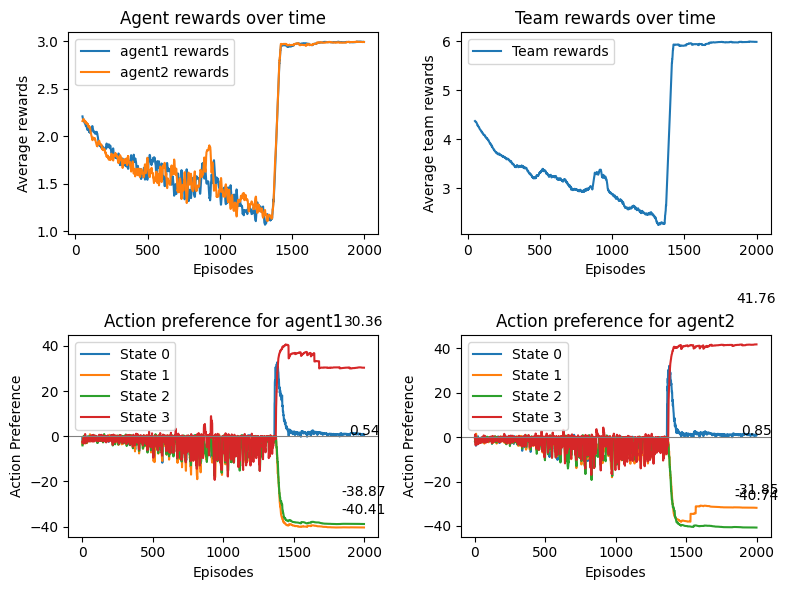 Agent rewards over time
Average rewards
3.0
2.5
2.0
1.5
1.0
agent1 rewards
agent2 rewards
0
500
1000
1500
2000
Episodes
Team rewards over time
Average team rewards
6
5
4
3
Team rewards
0
500
1000
1500
2000
Episodes
Action preference for agent1
30.36
Action Preference
40
20
0
−20
−40
State 0
State 1
State 2
State 3
0.54
-38.87
-40.41
0
500
1000
1500
2000
Episodes
41.76
Action preference for agent2
Action Preference
40
20
0
−20
−40
State 0
State 1
State 2
State 3
0.85
-31.85
-40.74
0
500
1000
1500
2000
Episodes